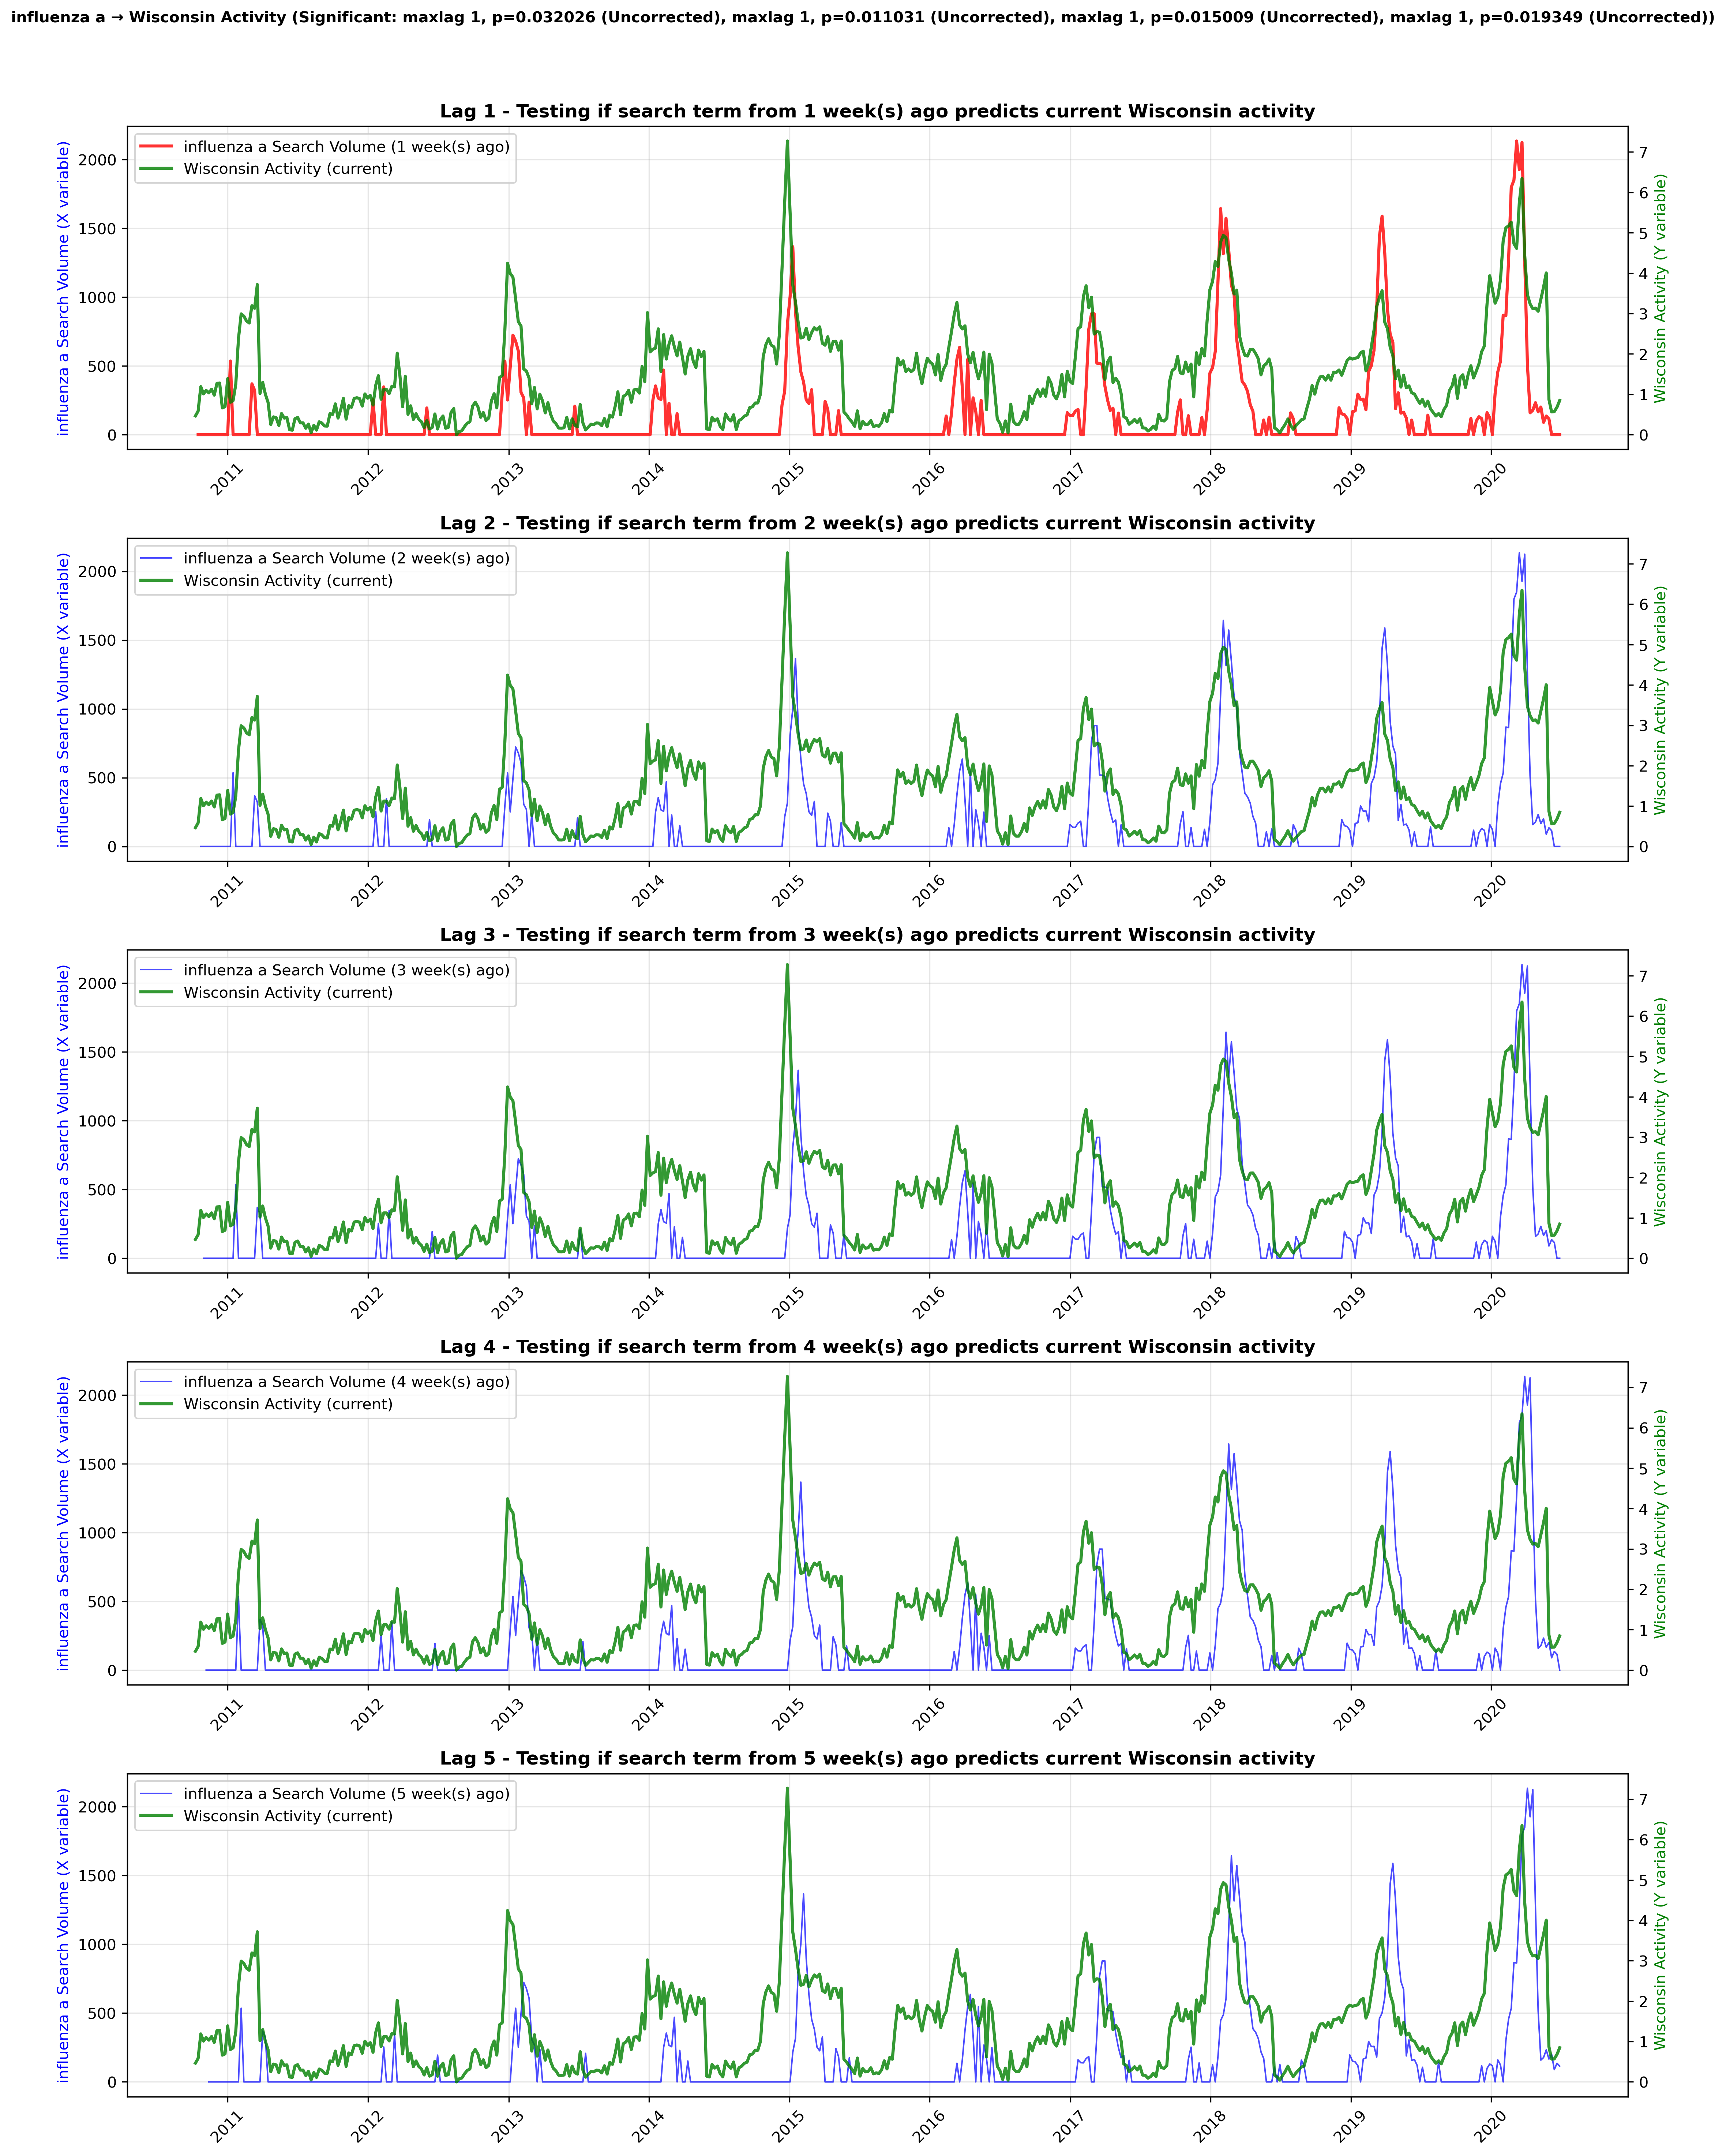 influenza a → Wisconsin Activity (Significant: maxlag 1, p=0.032026 (Uncorrected), maxlag 1, p=0.011031 (Uncorrected), maxlag 1, p=0.015009 (Uncorrected), maxlag 1, p=0.019349 (Uncorrected))
Lag 1 - Testing if search term from 1 week(s) ago predicts current Wisconsin activity
influenza a Search Volume (1 week(s) ago)
Wisconsin Activity (current)
influenza a Search Volume (X variable)
2000
1500
1000
500
0
7
6
5
4
3
2
1
0
Wisconsin Activity (Y variable)
2011 2012 2013 2014 2015 2016 2017 2018 2019 2020
Lag 2 - Testing if search term from 2 week(s) ago predicts current Wisconsin activity
influenza a Search Volume (2 week(s) ago)
Wisconsin Activity (current)
influenza a Search Volume (X variable)
2000
1500
1000
500
0
7
6
5
4
3
2
1
0
Wisconsin Activity (Y variable)
2011 2012 2013 2014 2015 2016 2017 2018 2019 2020
Lag 3 - Testing if search term from 3 week(s) ago predicts current Wisconsin activity
influenza a Search Volume (3 week(s) ago)
Wisconsin Activity (current)
influenza a Search Volume (X variable)
2000
1500
1000
500
0
7
6
5
4
3
2
1
0
Wisconsin Activity (Y variable)
2011 2012 2013 2014 2015 2016 2017 2018 2019 2020
Lag 4 - Testing if search term from 4 week(s) ago predicts current Wisconsin activity
influenza a Search Volume (4 week(s) ago)
Wisconsin Activity (current)
influenza a Search Volume (X variable)
2000
1500
1000
500
0
7
6
5
4
3
2
1
0
Wisconsin Activity (Y variable)
2011 2012 2013 2014 2015 2016 2017 2018 2019 2020
Lag 5 - Testing if search term from 5 week(s) ago predicts current Wisconsin activity
influenza a Search Volume (5 week(s) ago)
Wisconsin Activity (current)
influenza a Search Volume (X variable)
2000
1500
1000
500
0
7
6
5
4
3
2
1
0
Wisconsin Activity (Y variable)
2011 2012 2013 2014 2015 2016 2017 2018 2019 2020